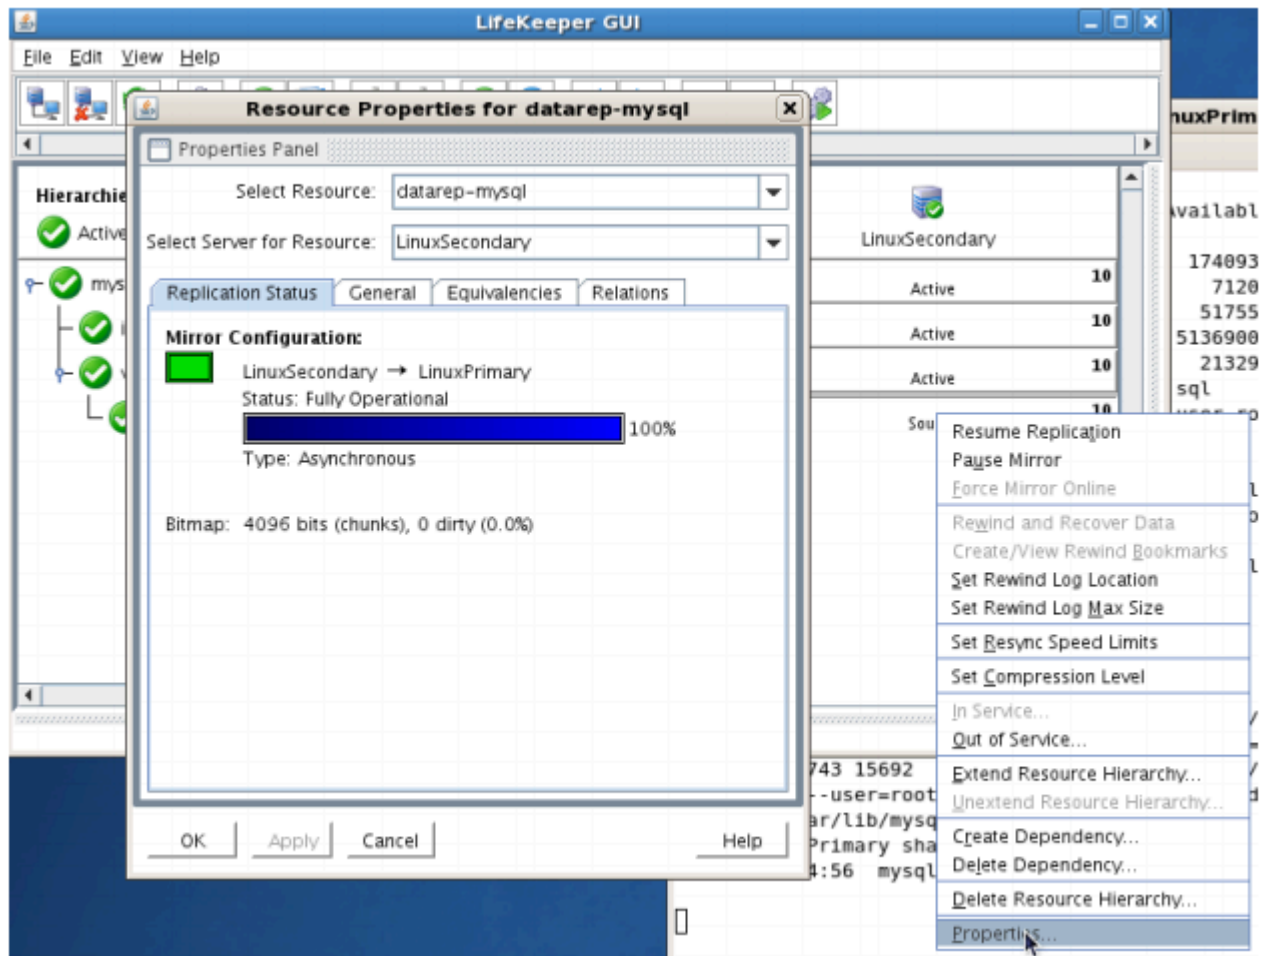 LifeKeeper GUI
File Edit View Help
Resource Properties for datarep-mysql
Properties Panel
Select Resource: datarep-mysql
Select Server for Resource: LinuxSecondary
Replication Status General Equivalencies Relations
Mirror Configuration:
LinuxSecondary → LinuxPrimary
Status: Fully Operational
100%
Type: Asynchronous
Bitmap: 4096 bits (chunks), 0 dirty (0.0%)
OK Apply Cancel Help
Hierarchie
Active
mys
LinuxSecondary
10
Active
10
Active
10
Active
10
Sou
Resume Replication
Pause Mirror
Force Mirror Online
Rewind and Recover Data
Create/View Rewind Bookmarks
Set Rewind Log Location
Set Rewind Log Max Size
Set Resync Speed Limits
Set Compression Level
In Service...
Out of Service...
Extend Resource Hierarchy...
Unextend Resource Hierarchy...
Create Dependency...
Delete Dependency...
Delete Resource Hierarchy...
Properties...
nuxPrim
Availabl
174093
7120
51755
5136900
21329
sql
743 15692
--user=root
ar/lib/mysq
Primary sha
4:56 mysql